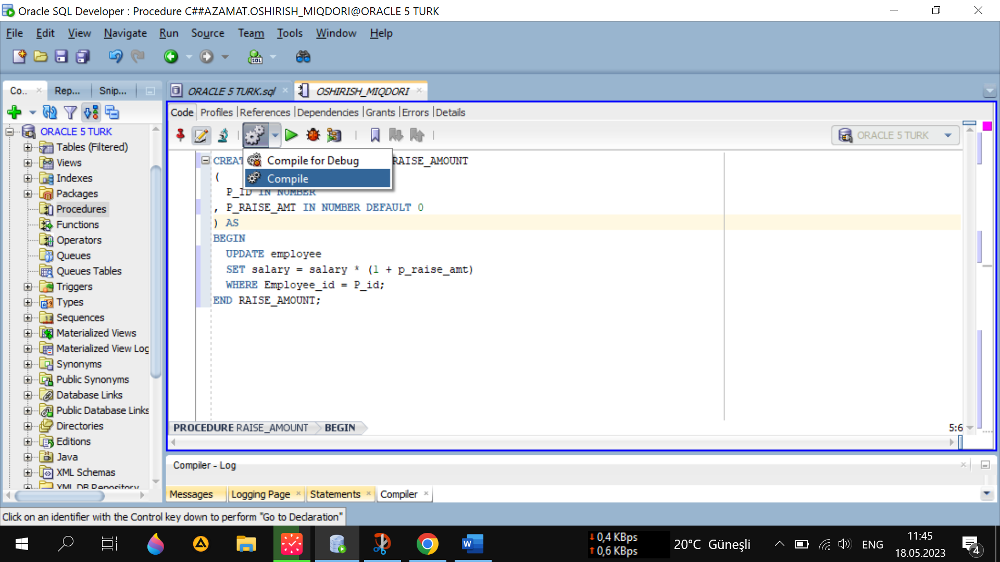 Oracle SQL Developer : Procedure C##AZAMAT.OSHIRISH_MIQDORI@ORACLE 5 TURK
File Edit View Navigate Run Source Team Tools Window Help
Co.. Rep... Snip...
ORACLE 5 TURK.sql OSHIRISH_MIQDORI
Code Profiles References Dependencies Grants Errors Details
ORACLE 5 TURK
ORACLE 5 TURK
Tables (Filtered)
Views
Indexes
Packages
Procedures
Functions
Operators
Queues
Queues Tables
Triggers
Types
Sequences
Materialized Views
Materialized View Log
Synonyms
Public Synonyms
Database Links
Public Database Links
Directories
Editions
Java
XML Schemas
XML DB Repository
Compile for Debug
Compile
CREAT RAISE_AMOUNT
(
P_ID IN NUMBER
, P_RAISE_AMT IN NUMBER DEFAULT 0
) AS
BEGIN
UPDATE employee
SET salary = salary * (1 + p_raise_amt)
WHERE Employee_id = P_id;
END RAISE_AMOUNT;
PROCEDURE RAISE_AMOUNT BEGIN
5:6
Compiler - Log
Messages Logging Page Statements Compiler
Click on an identifier with the Control key down to perform "Go to Declaration"
0,4 KBps
0,6 KBps
20°C Güneşli
ENG
11:45
18.05.2023
4